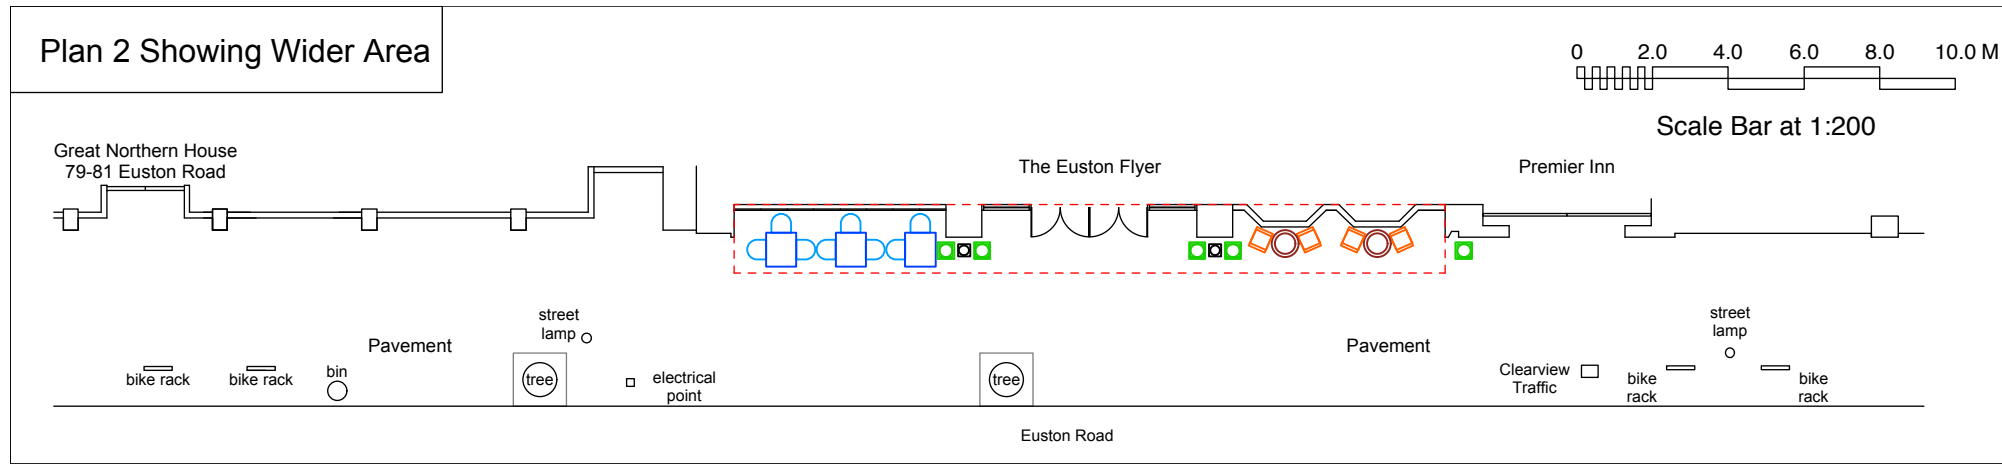 Plan 2 Showing Wider Area
0 2.0 4.0 6.0 8.0 10.0 M
Scale Bar at 1:200
Great Northern House
79-81 Euston Road
The Euston Flyer
Premier Inn
street
lamp
street
lamp
Pavement
Pavement
bike rack
bike rack
bin
tree
electrical
point
tree
Clearview
Traffic
bike
rack
bike
rack
Euston Road